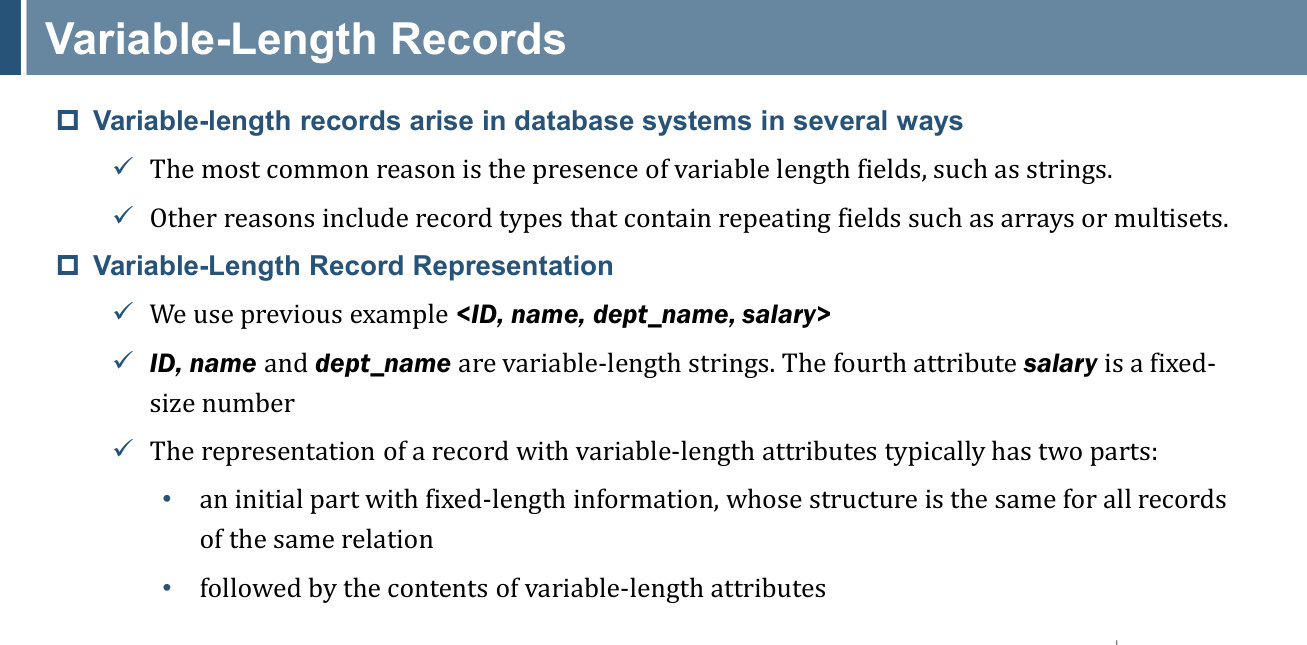 Variable-Length Records
Variable-length records arise in database systems in several ways
The most common reason is the presence of variable length fields, such as strings.
Other reasons include record types that contain repeating fields such as arrays or multisets.
Variable-Length Record Representation
We use previous example <ID, name, dept_name, salary>
ID, name and dept_name are variable-length strings. The fourth attribute salary is a fixed-
size number
The representation of a record with variable-length attributes typically has two parts:
an initial part with fixed-length information, whose structure is the same for all records
of the same relation
followed by the contents of variable-length attributes